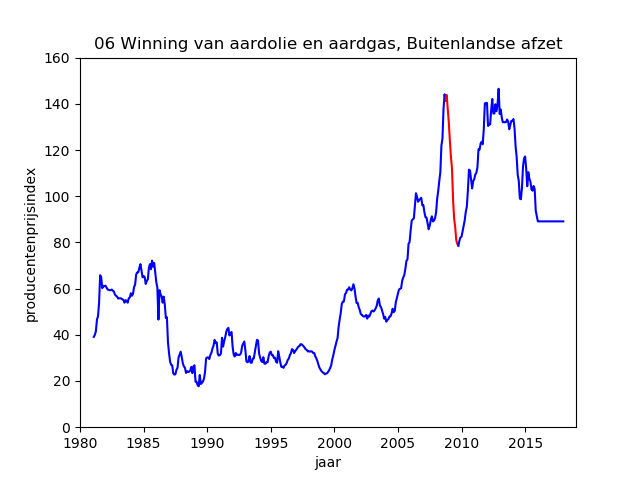 06 Winning van aardolie en aardgas, Buitenlandse afzet
160
140
120
100
80
60
40
20
0
producentenprijsindex
1980 1985 1990 1995 2000 2005 2010 2015
jaar